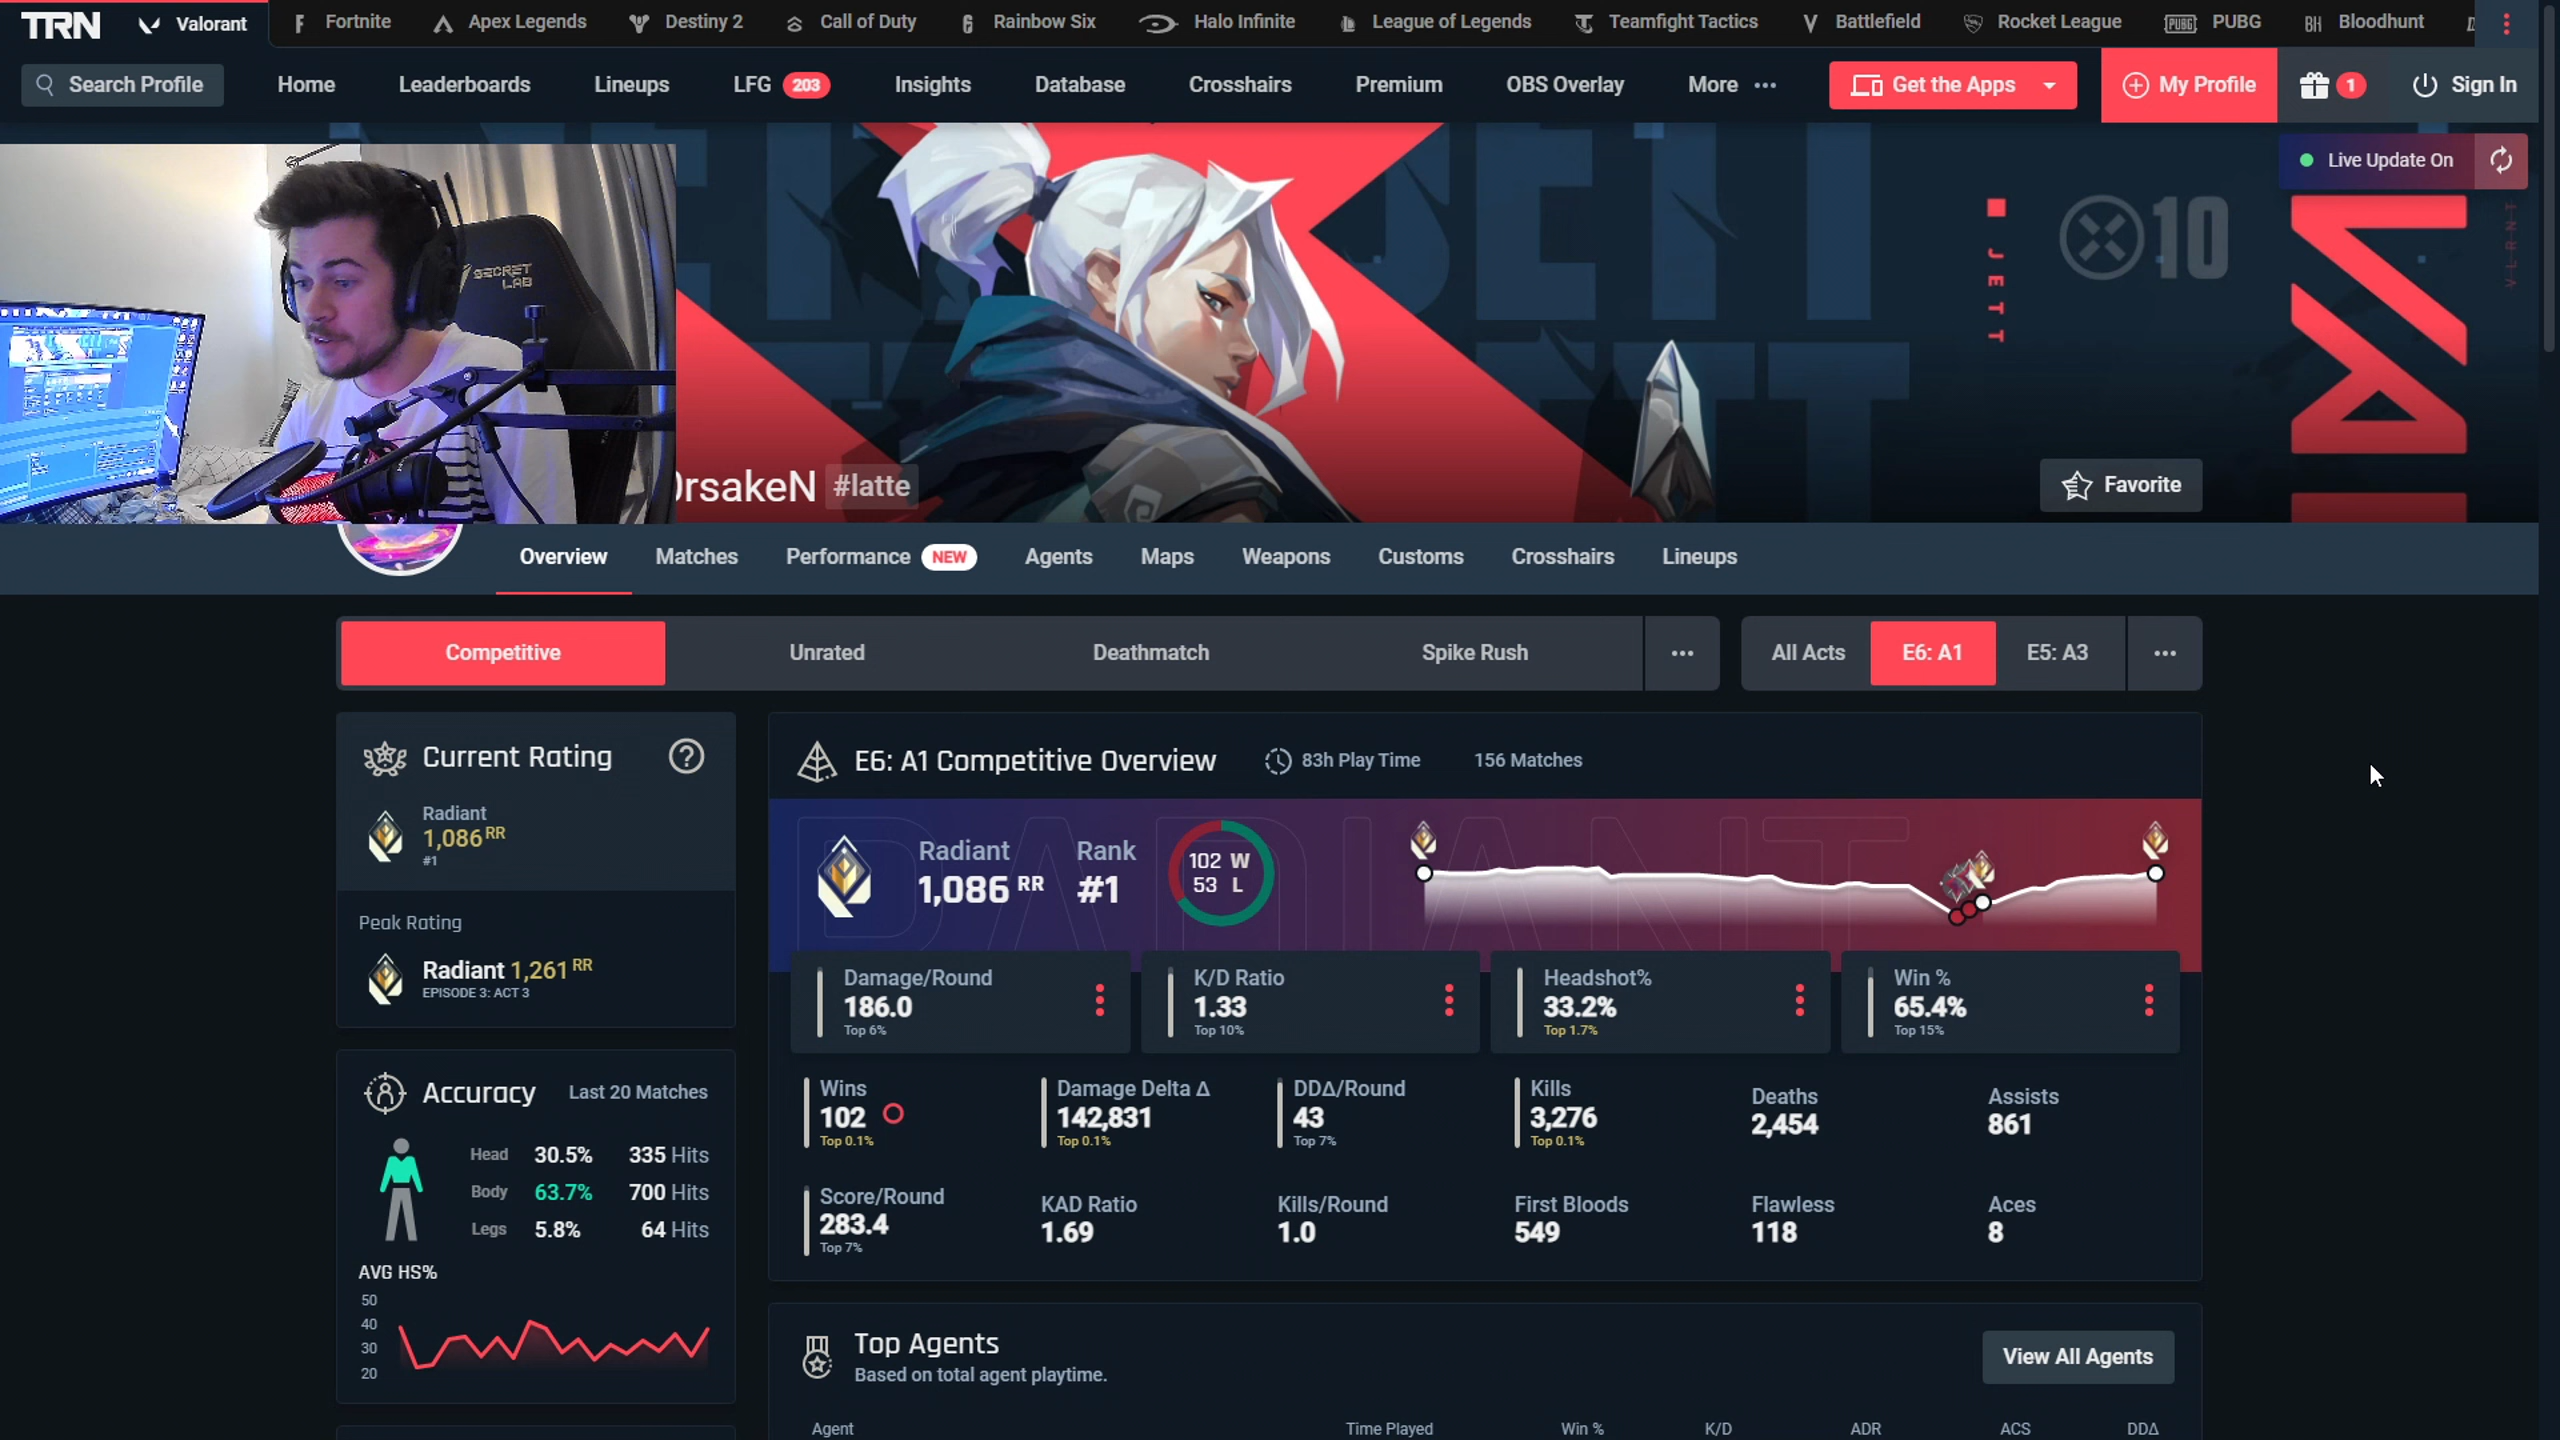 TRN Valorant Fortnite Apex Legends Destiny 2 Call of Duty Rainbow Six Halo Infinite League of Legends Teamfight Tactics Battlefield Rocket League PUBG PUBG BH Bloodhunt
Search Profile Home Leaderboards Lineups LFG 203 Insights Database Crosshairs Premium OBS Overlay More Get the Apps My Profile 1 Sign In
Live Update On
JETT
10
SECRET
LAB
rsakeN #latte
Favorite
Overview Matches Performance NEW Agents Maps Weapons Customs Crosshairs Lineups
Competitive Unrated Deathmatch Spike Rush All Acts E6: A1 E5: A3
Current Rating
Radiant
1,086 RR
#1
Peak Rating
Radiant 1,261 RR
EPISODE 3: ACT 3
Accuracy Last 20 Matches
Head 30.5% 335 Hits
Body 63.7% 700 Hits
Legs 5.8% 64 Hits
AVG HS%
50
40
30
20
E6: A1 Competitive Overview 83h Play Time 156 Matches
RADIANT
Radiant Rank
1,086 RR #1
102 W
53 L
Damage/Round K/D Ratio Headshot% Win %
186.0 1.33 33.2% 65.4%
Top 6% Top 10% Top 1.7% Top 15%
Wins Damage Delta Δ DDΔ/Round Kills Deaths Assists
102 142,831 43 3,276 2,454 861
Top 0.1% Top 0.1% Top 7% Top 0.1%
Score/Round KAD Ratio Kills/Round First Bloods Flawless Aces
283.4 1.69 1.0 549 118 8
Top 7%
Top Agents
Based on total agent playtime.
View All Agents
Agent Time Played Win % K/D ADR ACS DDΔ